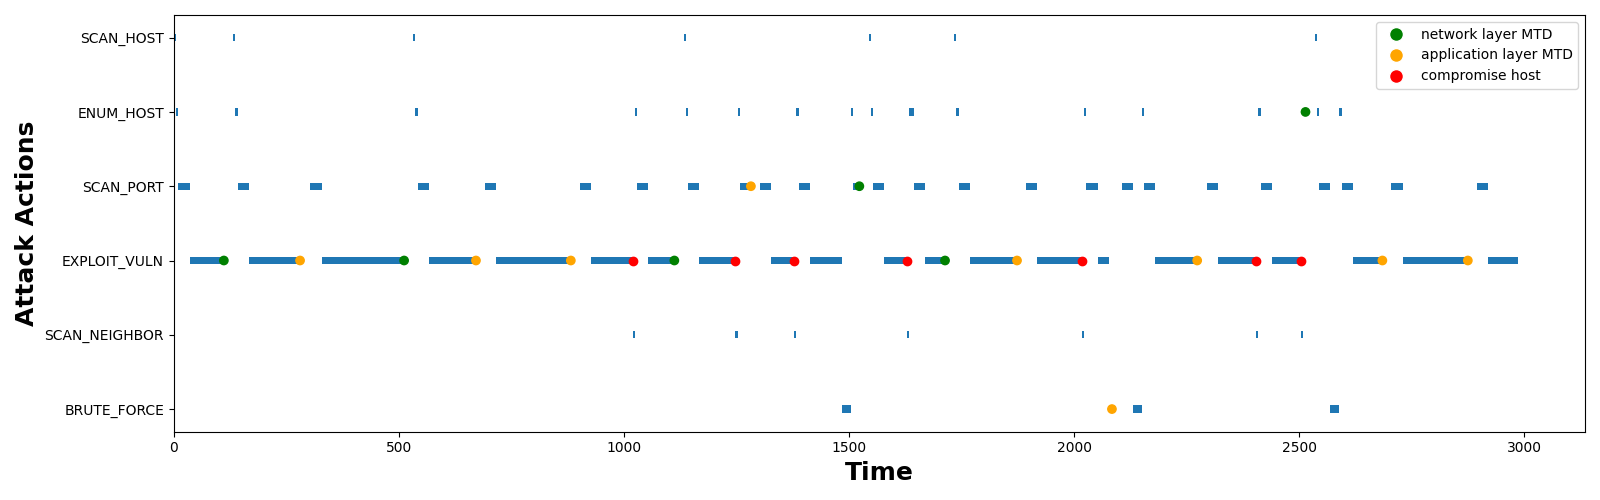 SCAN_HOST
ENUM_HOST
SCAN_PORT
EXPLOIT_VULN
SCAN_NEIGHBOR
BRUTE_FORCE
Attack Actions
network layer MTD
application layer MTD
compromise host
0 500 1000 1500 2000 2500 3000
Time